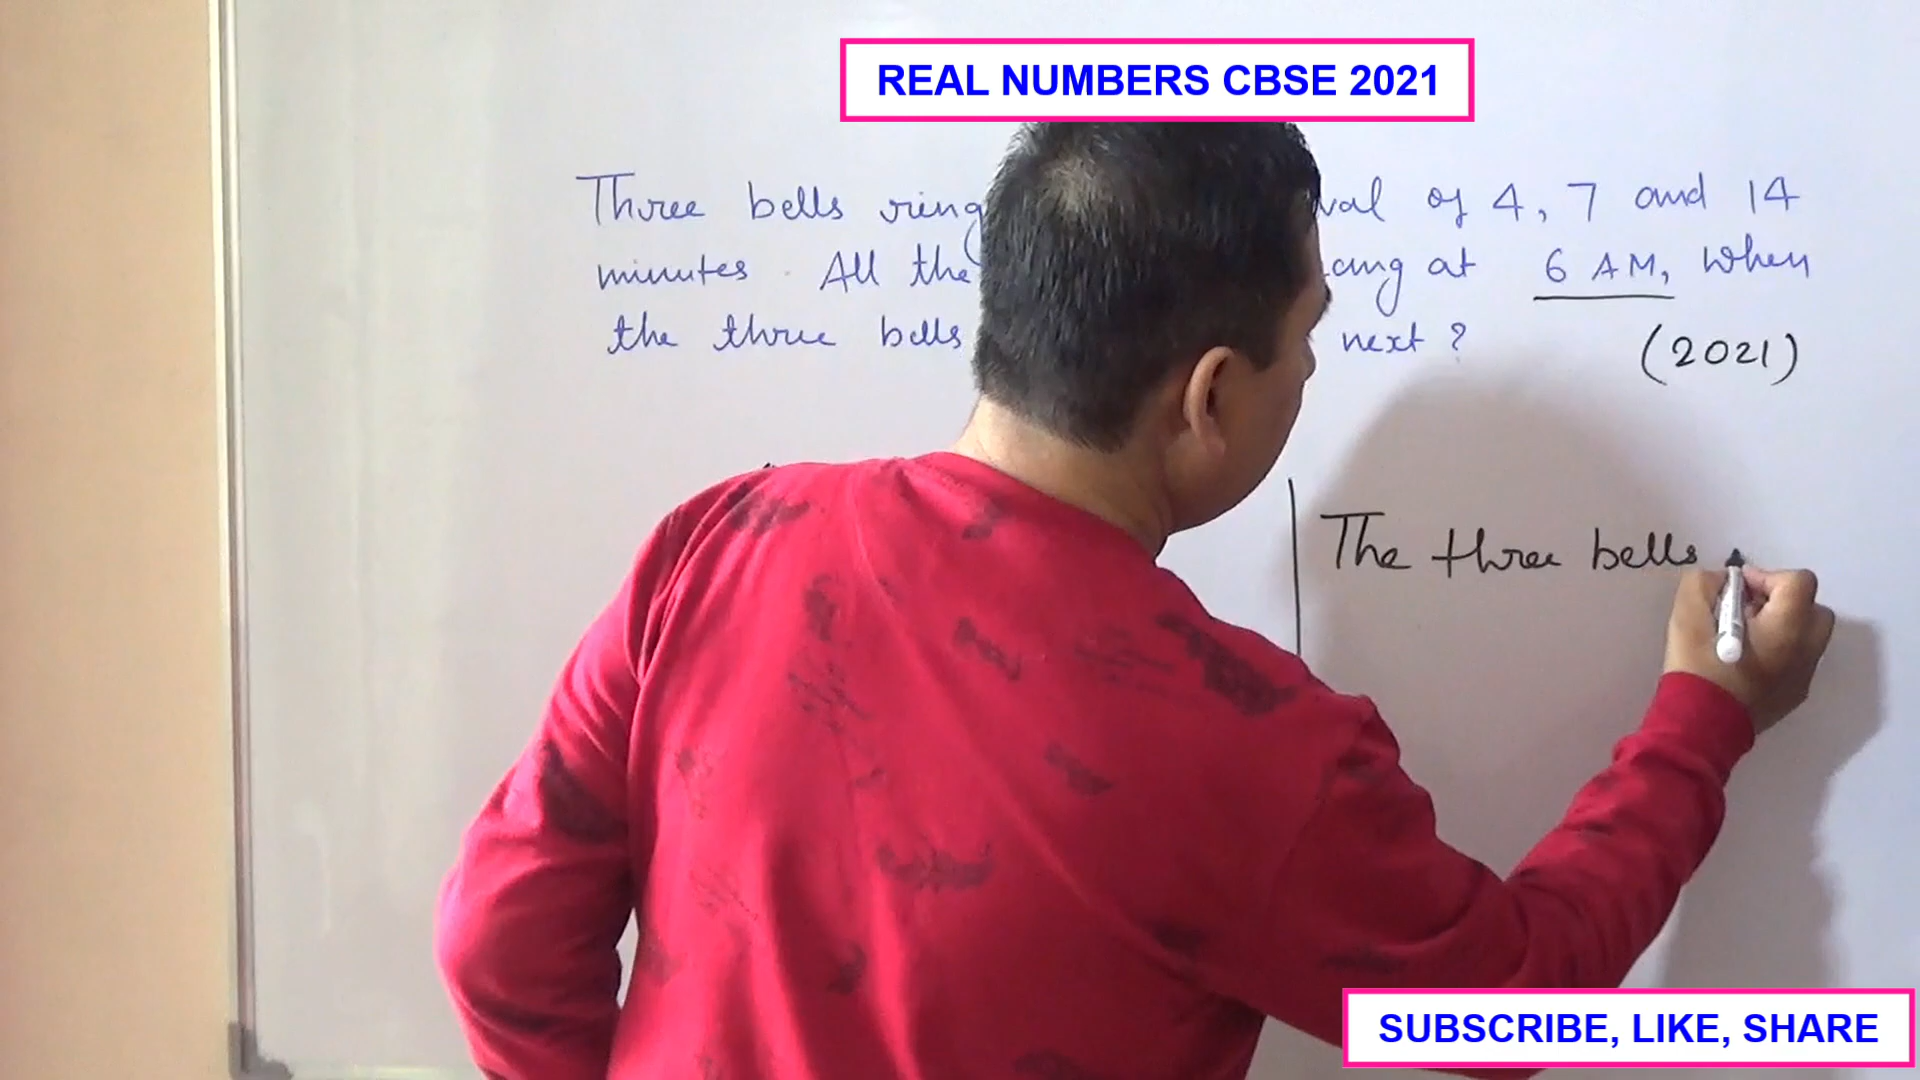 REAL NUMBERS CBSE 2021
Three bells ring val of 4, 7 and 14
minutes. All the ang at 6 AM, When
the three bells next ?
(2021)
The three bells
SUBSCRIBE, LIKE, SHARE